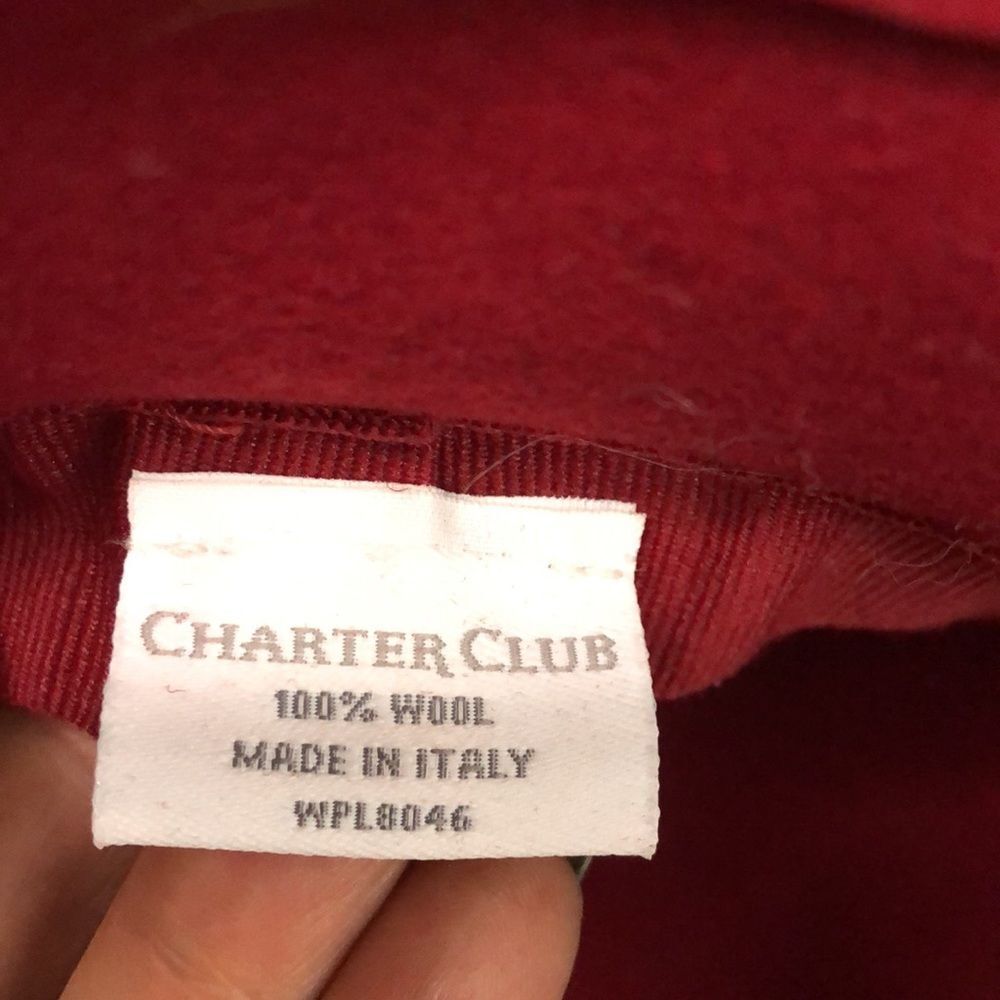 CHARTER CLUB
100% WOOL
MADE IN ITALY
WPL8046